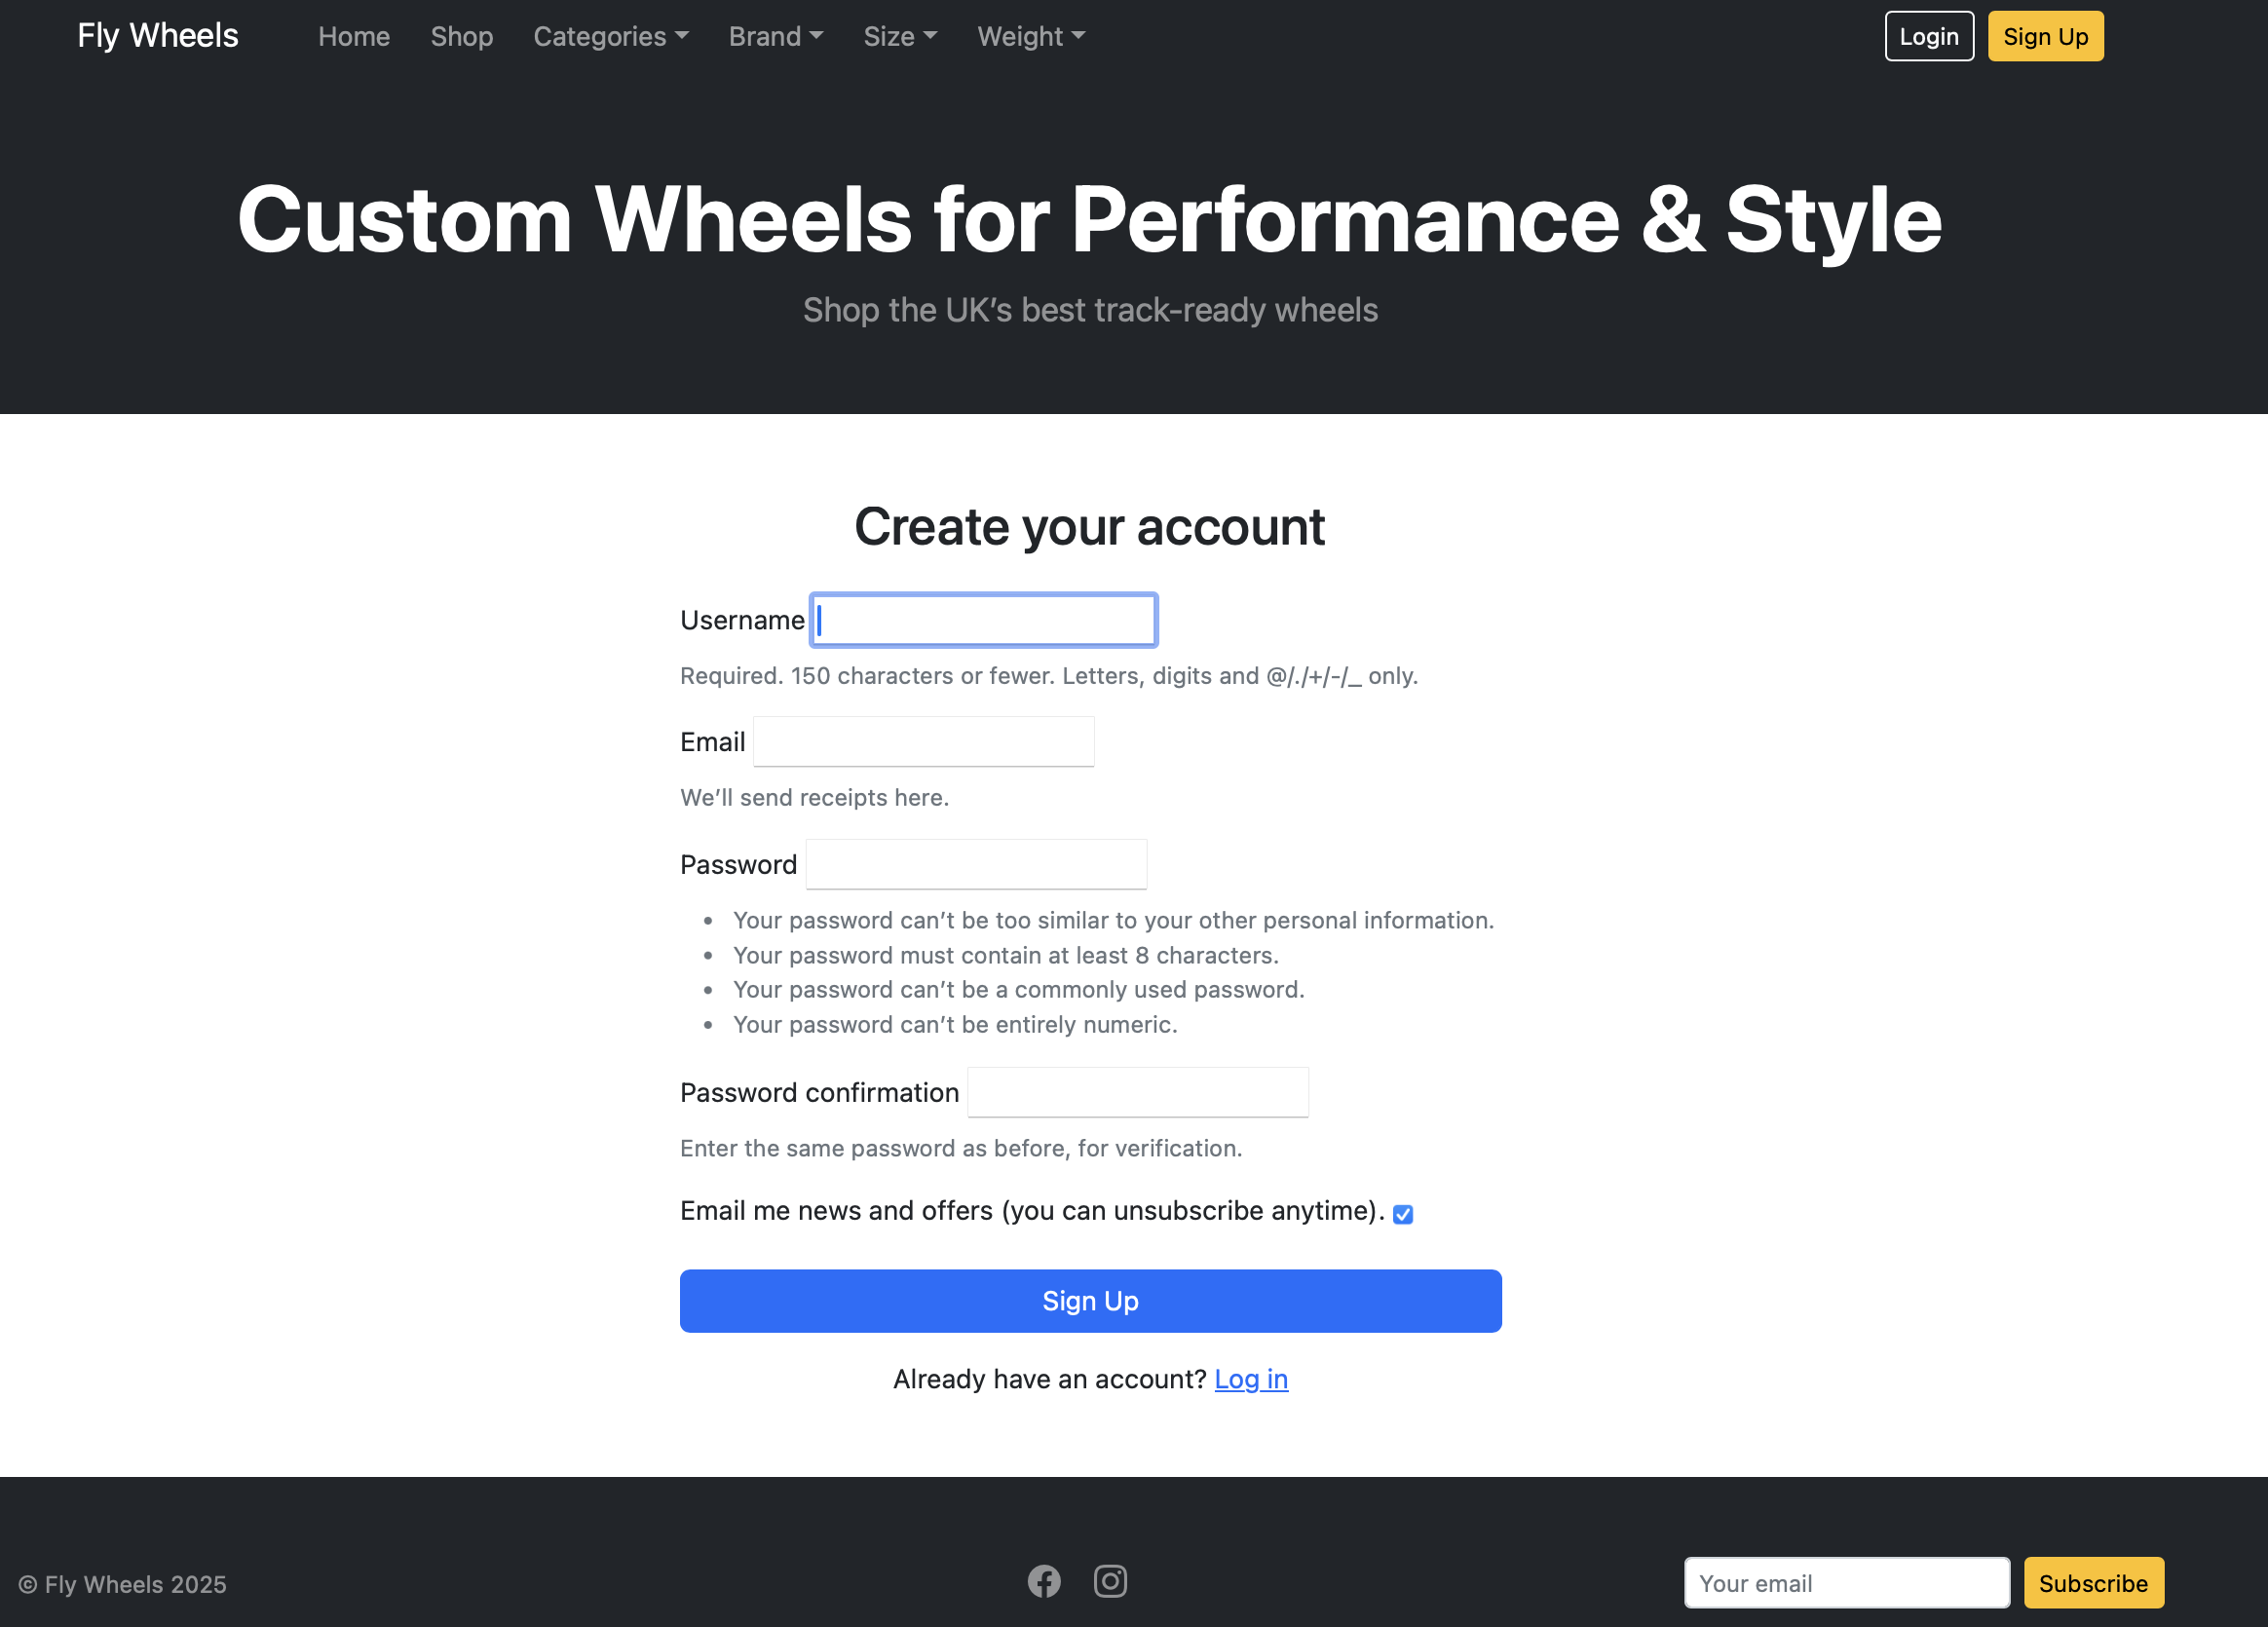 Fly Wheels Home Shop Categories Brand Size Weight Login Sign Up
Custom Wheels for Performance & Style
Shop the UK’s best track-ready wheels
Create your account
Username
Required. 150 characters or fewer. Letters, digits and @/./+/-/_ only.
Email
We’ll send receipts here.
Password
• Your password can’t be too similar to your other personal information.
• Your password must contain at least 8 characters.
• Your password can’t be a commonly used password.
• Your password can’t be entirely numeric.
Password confirmation
Enter the same password as before, for verification.
Email me news and offers (you can unsubscribe anytime).
Sign Up
Already have an account? Log in
© Fly Wheels 2025 Your email Subscribe